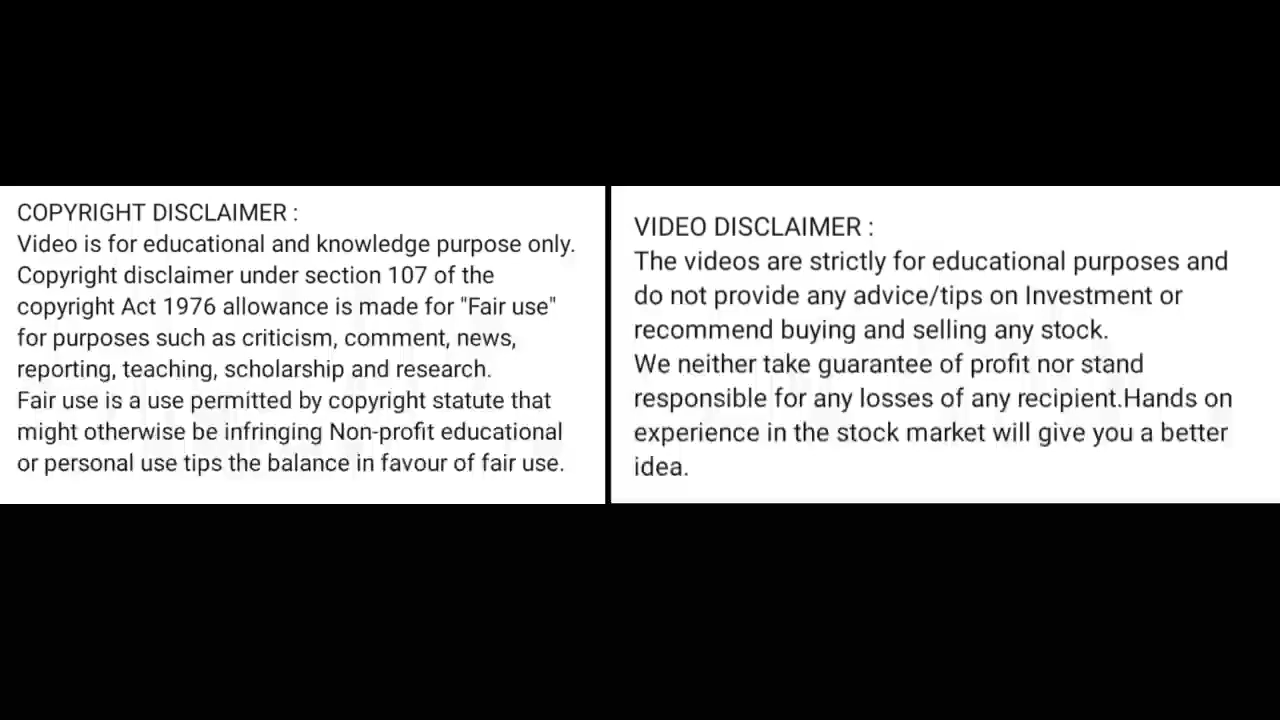 COPYRIGHT DISCLAIMER :
Video is for educational and knowledge purpose only.
Copyright disclaimer under section 107 of the
copyright Act 1976 allowance is made for "Fair use"
for purposes such as criticism, comment, news,
reporting, teaching, scholarship and research.
Fair use is a use permitted by copyright statute that
might otherwise be infringing Non-profit educational
or personal use tips the balance in favour of fair use.
VIDEO DISCLAIMER :
The videos are strictly for educational purposes and
do not provide any advice/tips on Investment or
recommend buying and selling any stock.
We neither take guarantee of profit nor stand
responsible for any losses of any recipient.Hands on
experience in the stock market will give you a better
idea.